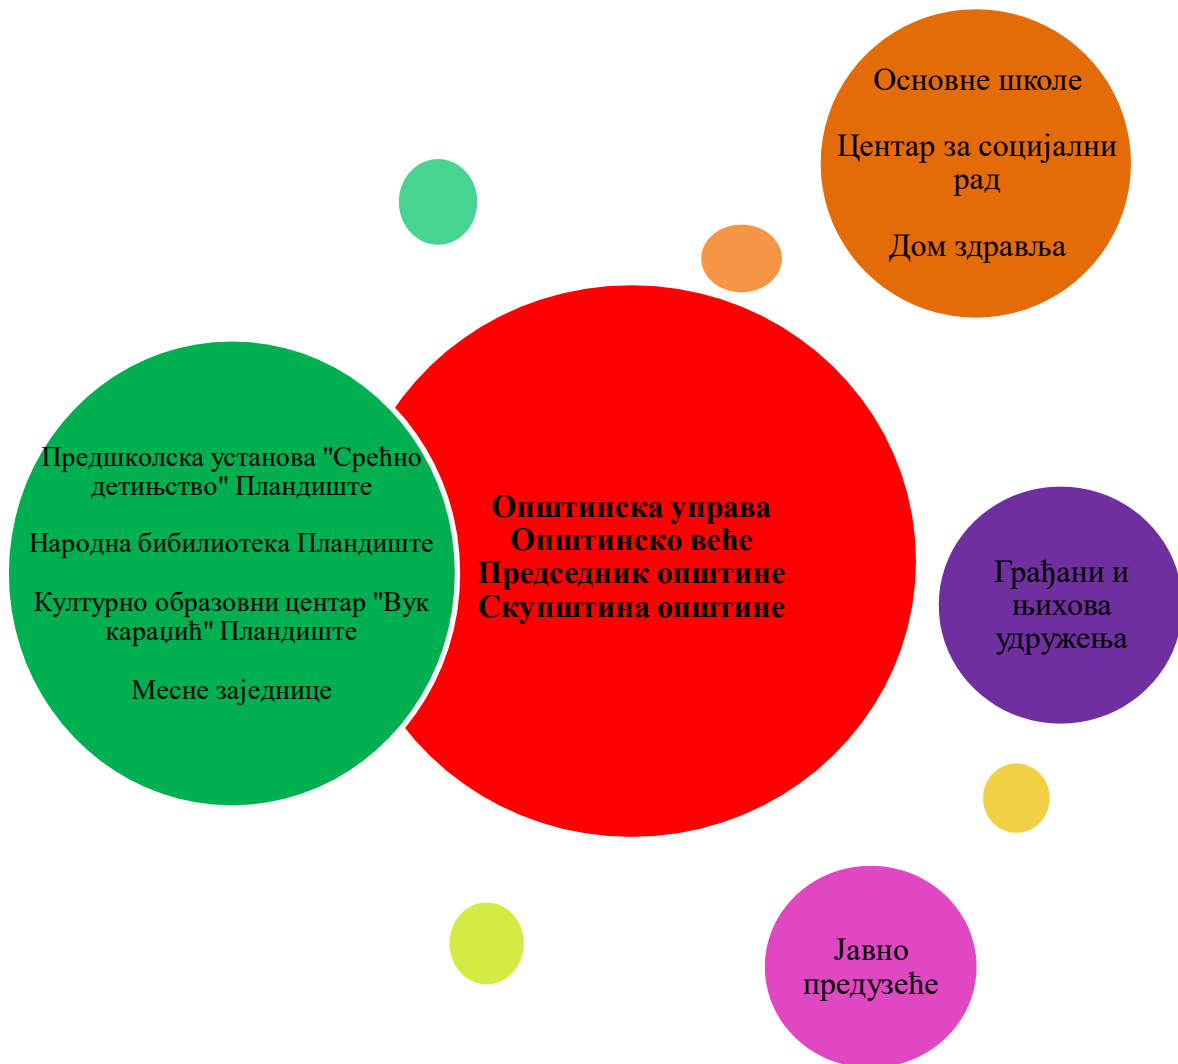 Основне школе
Центар за социјални
рад
Дом здравља
Предшколска установа "Срећно
детињство" Пландиште
Народна бибилиотека Пландиште
Културно образовни центар "Вук
караџић" Пландиште
Месне заједнице
Општинска управа
Општинско веће
Председник општине
Скупштина општине
Грађани и
њихова
удружења
Јавно
предузеће